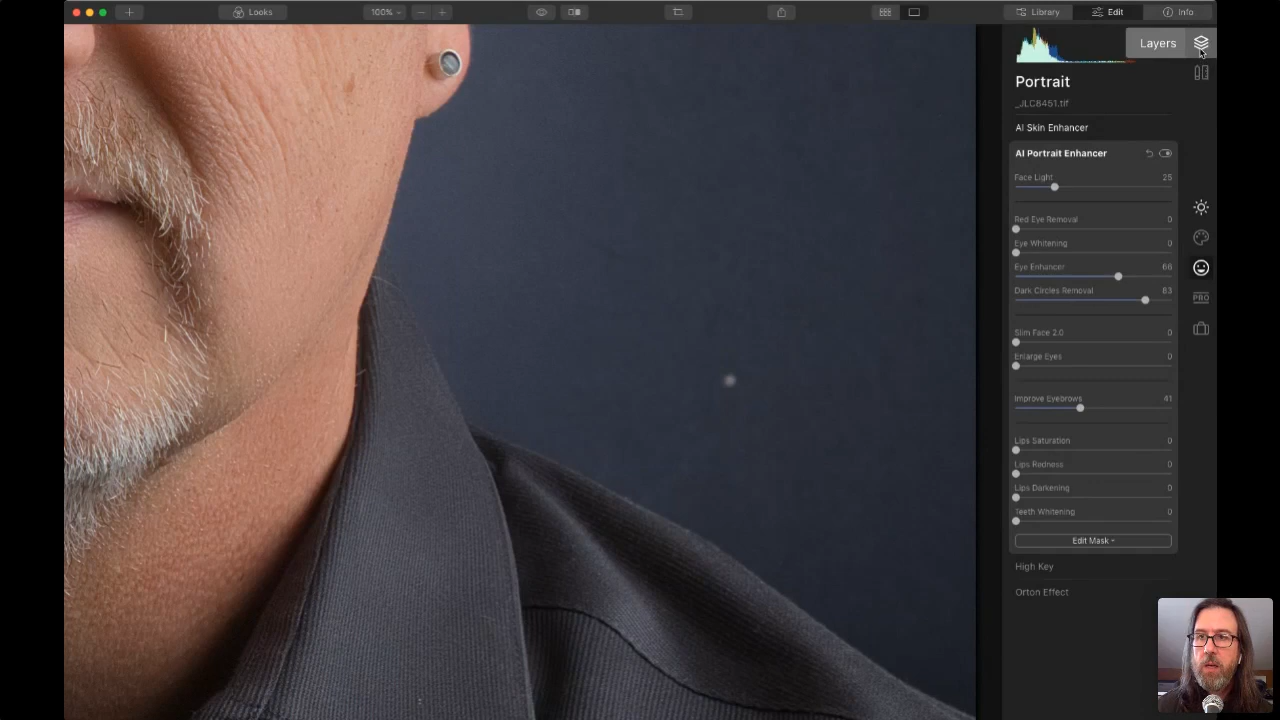 Looks
100%
Library
Edit
Info
Layers
Portrait
_JLC8451.tif
AI Skin Enhancer
AI Portrait Enhancer
Face Light 25
Red Eye Removal 0
Eye Whitening 0
Eye Enhancer 66
Dark Circles Removal 83
Slim Face 2.0 0
Enlarge Eyes 0
Improve Eyebrows 41
Lips Saturation 0
Lips Redness 0
Lips Darkening 0
Teeth Whitening 0
Edit Mask
PRO
High Key
Orton Effect